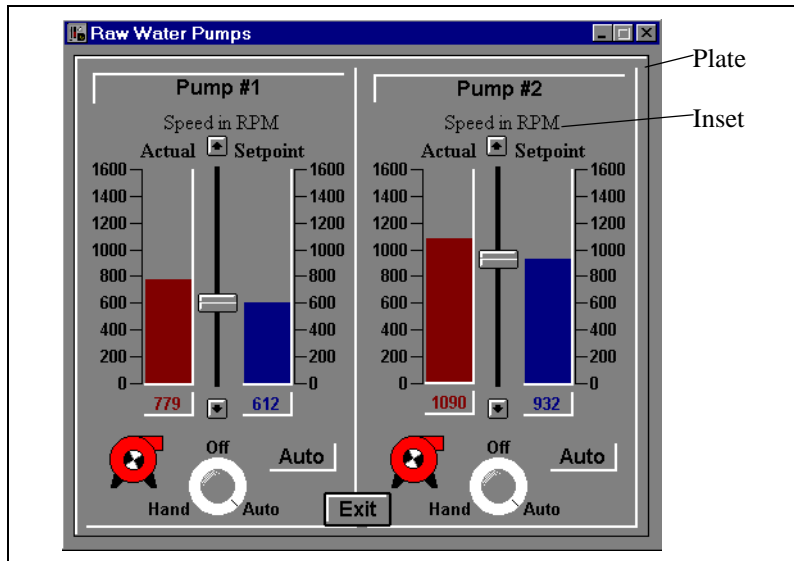 Raw Water Pumps
Plate
Inset
Pump #1
Speed in RPM
Actual Setpoint
1600 1600
1400 1400
1200 1200
1000 1000
800 800
600 600
400 400
200 200
0 0
779 612
Off
Auto
Hand Auto
Pump #2
Speed in RPM
Actual Setpoint
1600 1600
1400 1400
1200 1200
1000 1000
800 800
600 600
400 400
200 200
0 0
1090 932
Off
Auto
Hand Auto
Exit